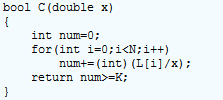 bool C(double x)
{
    int num=0;
    for(int i=0;i<N;i++)
        num+=(int)(L[i]/x);
    return num>=K;
}